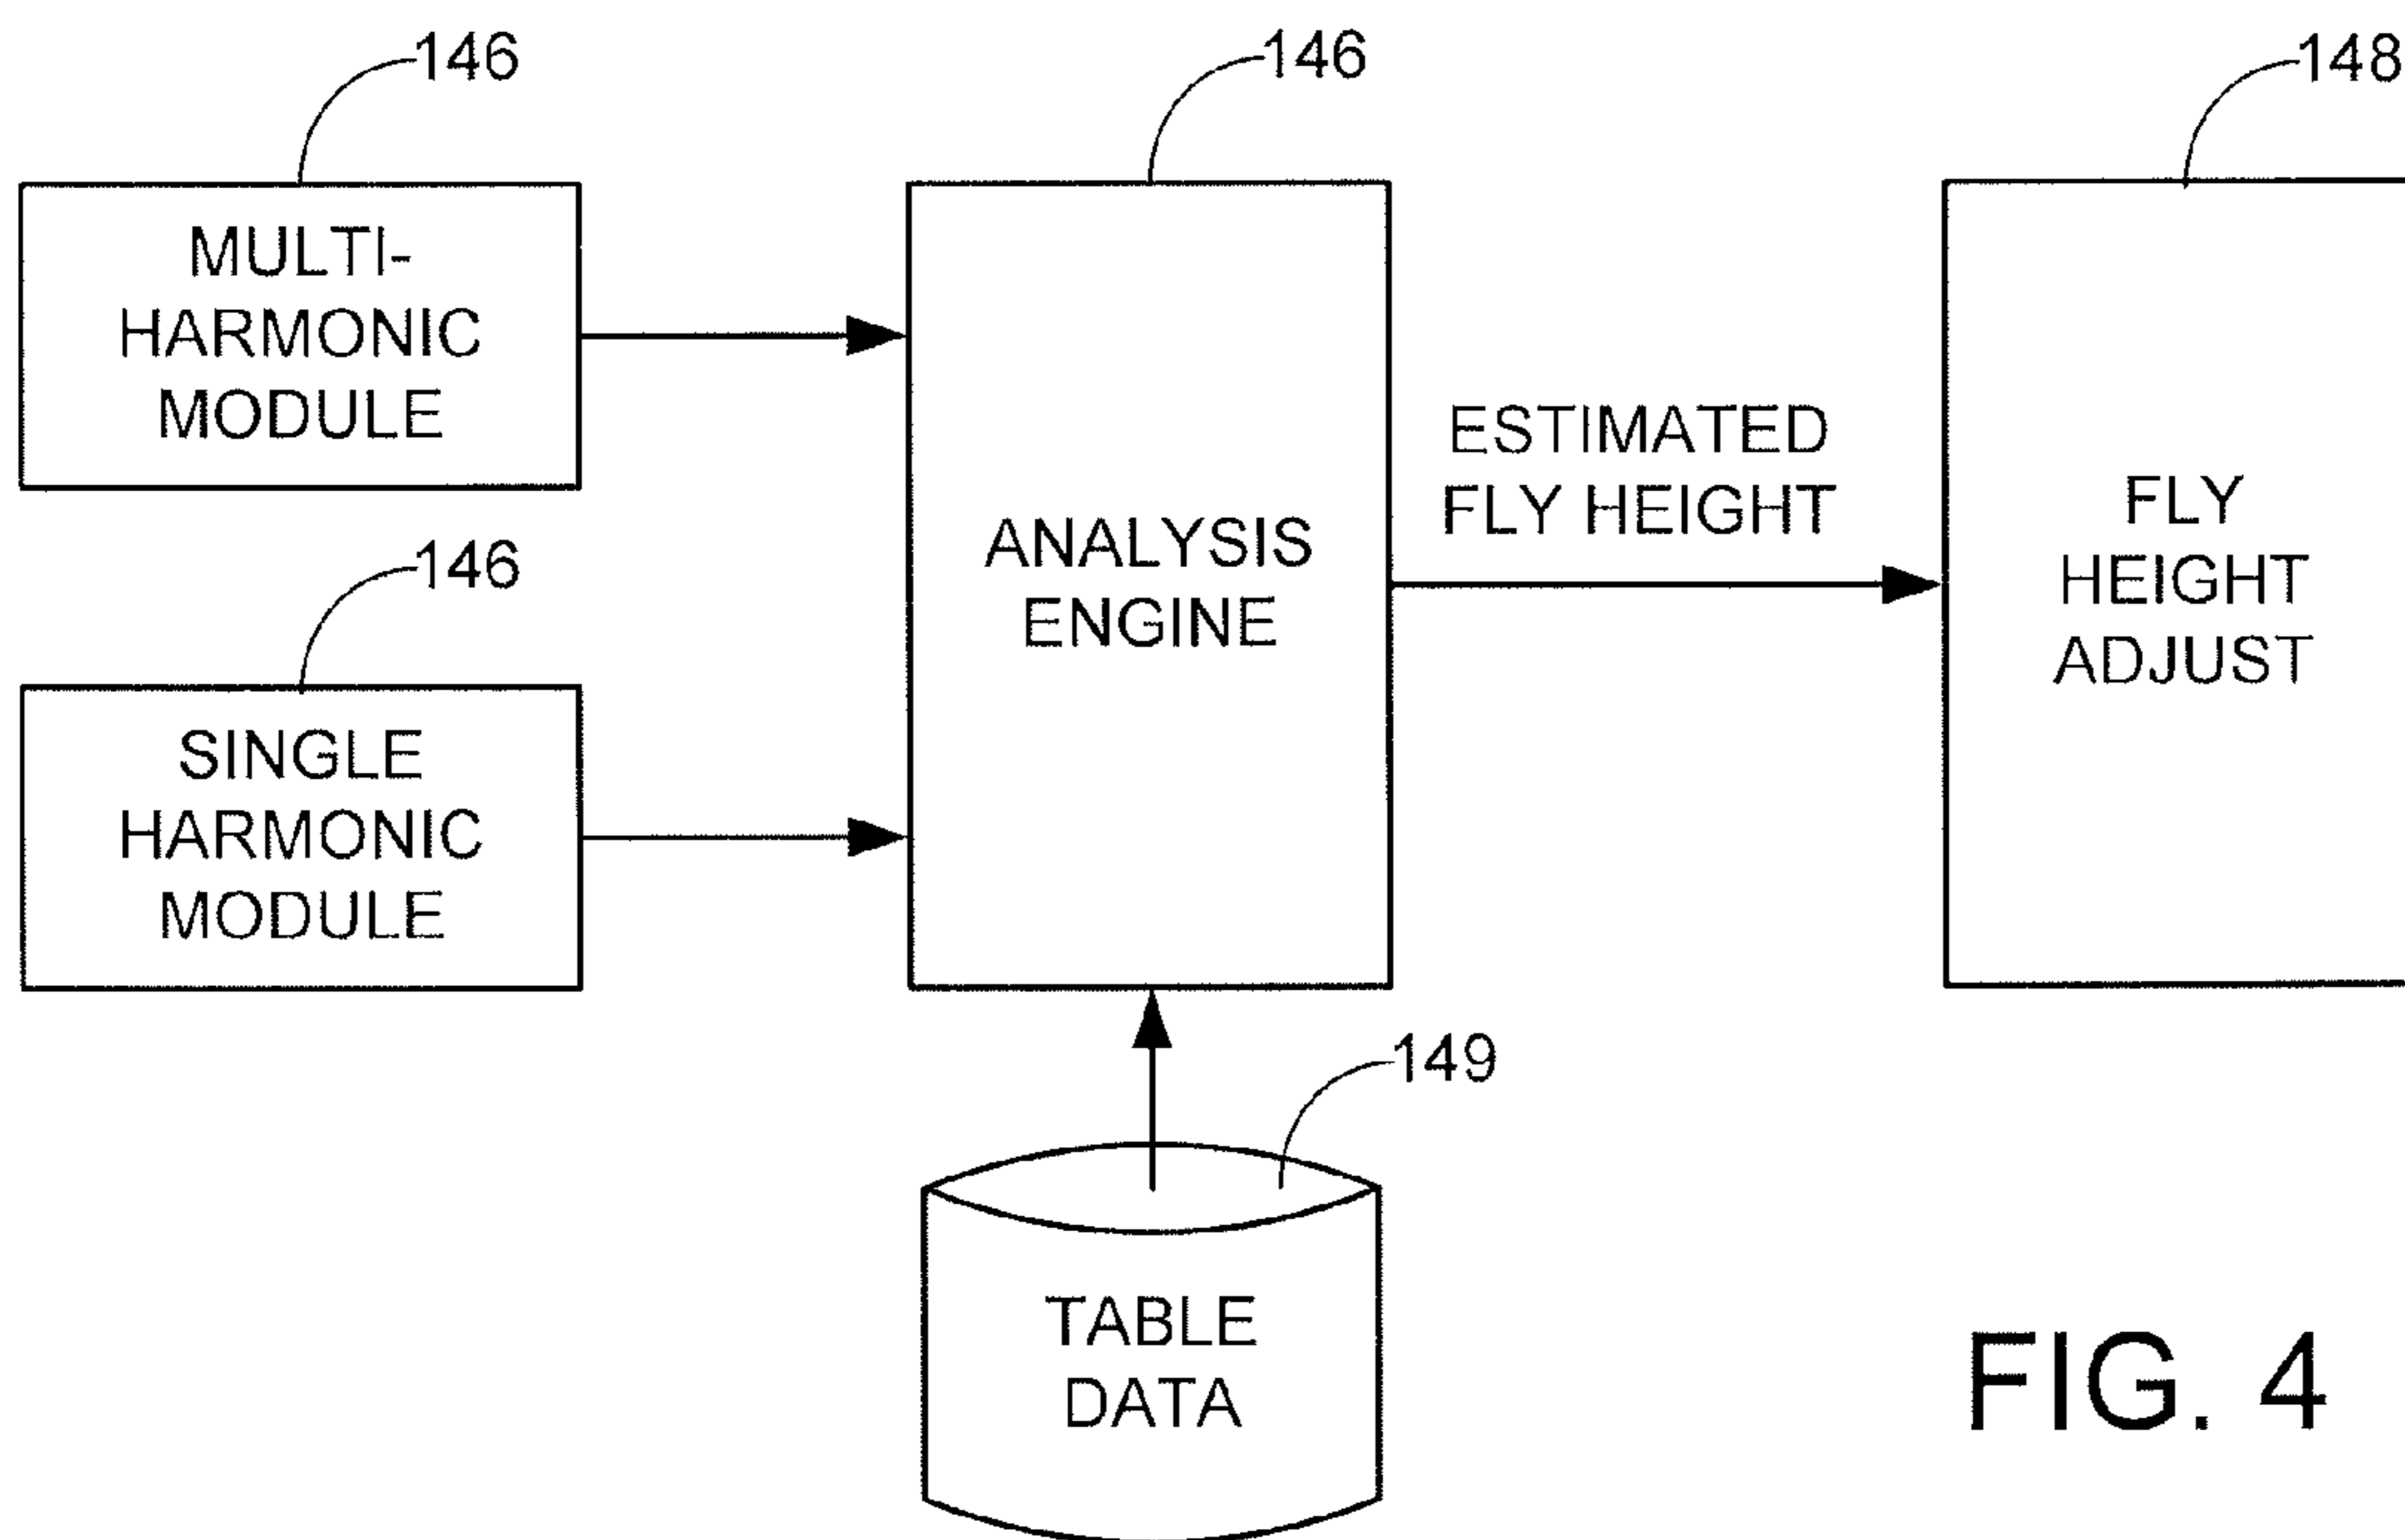 146
146
148
MULTI-
HARMONIC
MODULE
146
SINGLE
HARMONIC
MODULE
ANALYSIS
ENGINE
ESTIMATED
FLY HEIGHT
FLY
HEIGHT
ADJUST
149
TABLE
DATA
FIG. 4